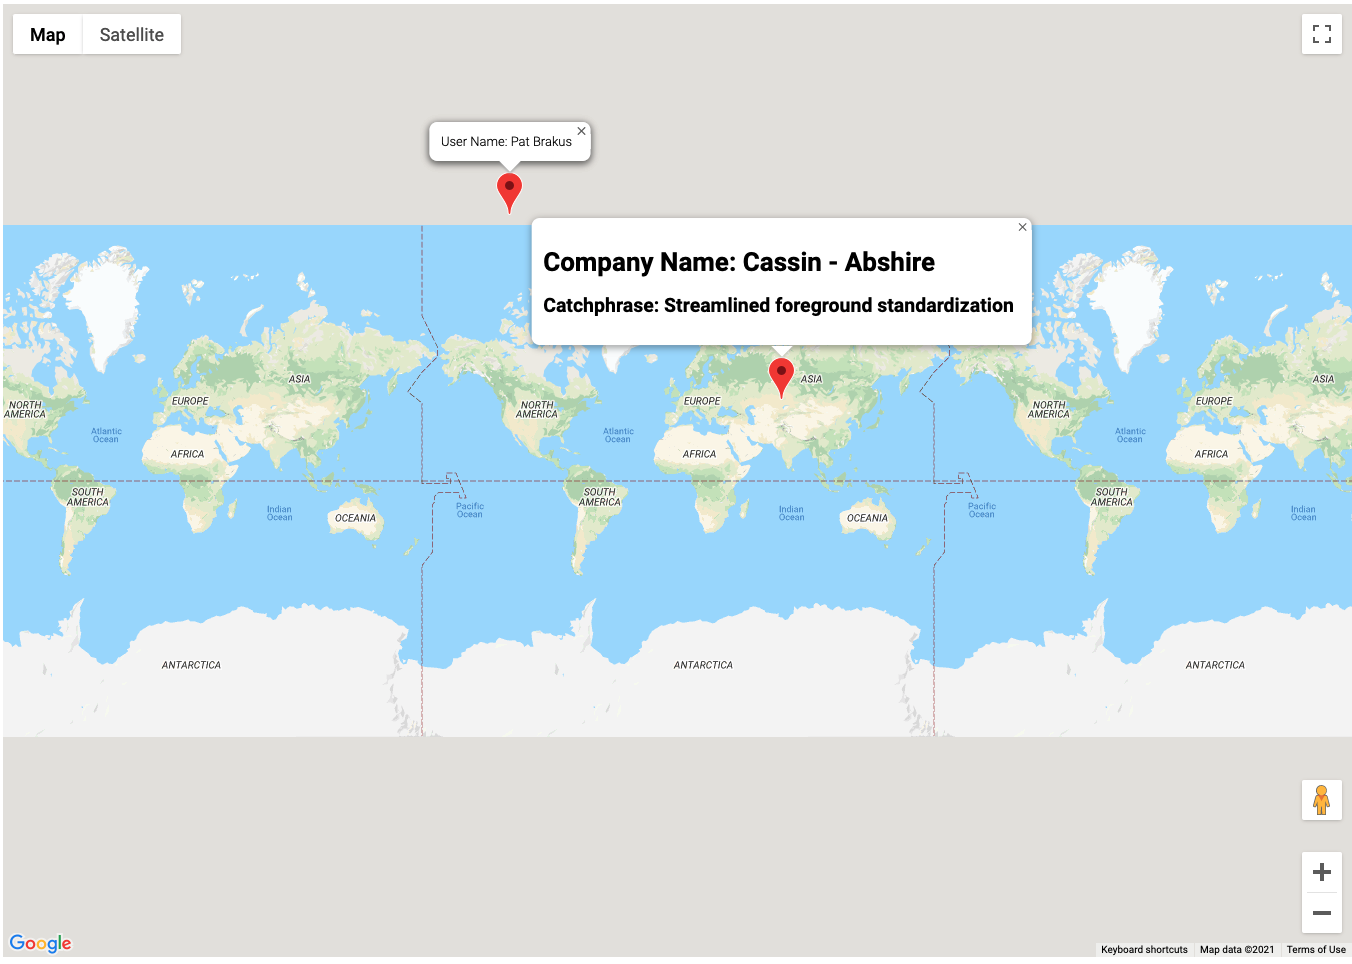 Map Satellite
User Name: Pat Brakus
Company Name: Cassin - Abshire
Catchphrase: Streamlined foreground standardization
NORTH
AMERICA
Atlantic
Ocean
EUROPE
ASIA
AFRICA
SOUTH
AMERICA
Indian
Ocean
OCEANIA
Pacific
Ocean
ANTARCTICA
NORTH
AMERICA
Atlantic
Ocean
EUROPE
ASIA
AFRICA
SOUTH
AMERICA
Indian
Ocean
OCEANIA
Pacific
Ocean
ANTARCTICA
NORTH
AMERICA
Atlantic
Ocean
EUROPE
ASIA
AFRICA
SOUTH
AMERICA
Indian
Ocean
ANTARCTICA
Google
Keyboard shortcuts Map data ©2021 Terms of Use